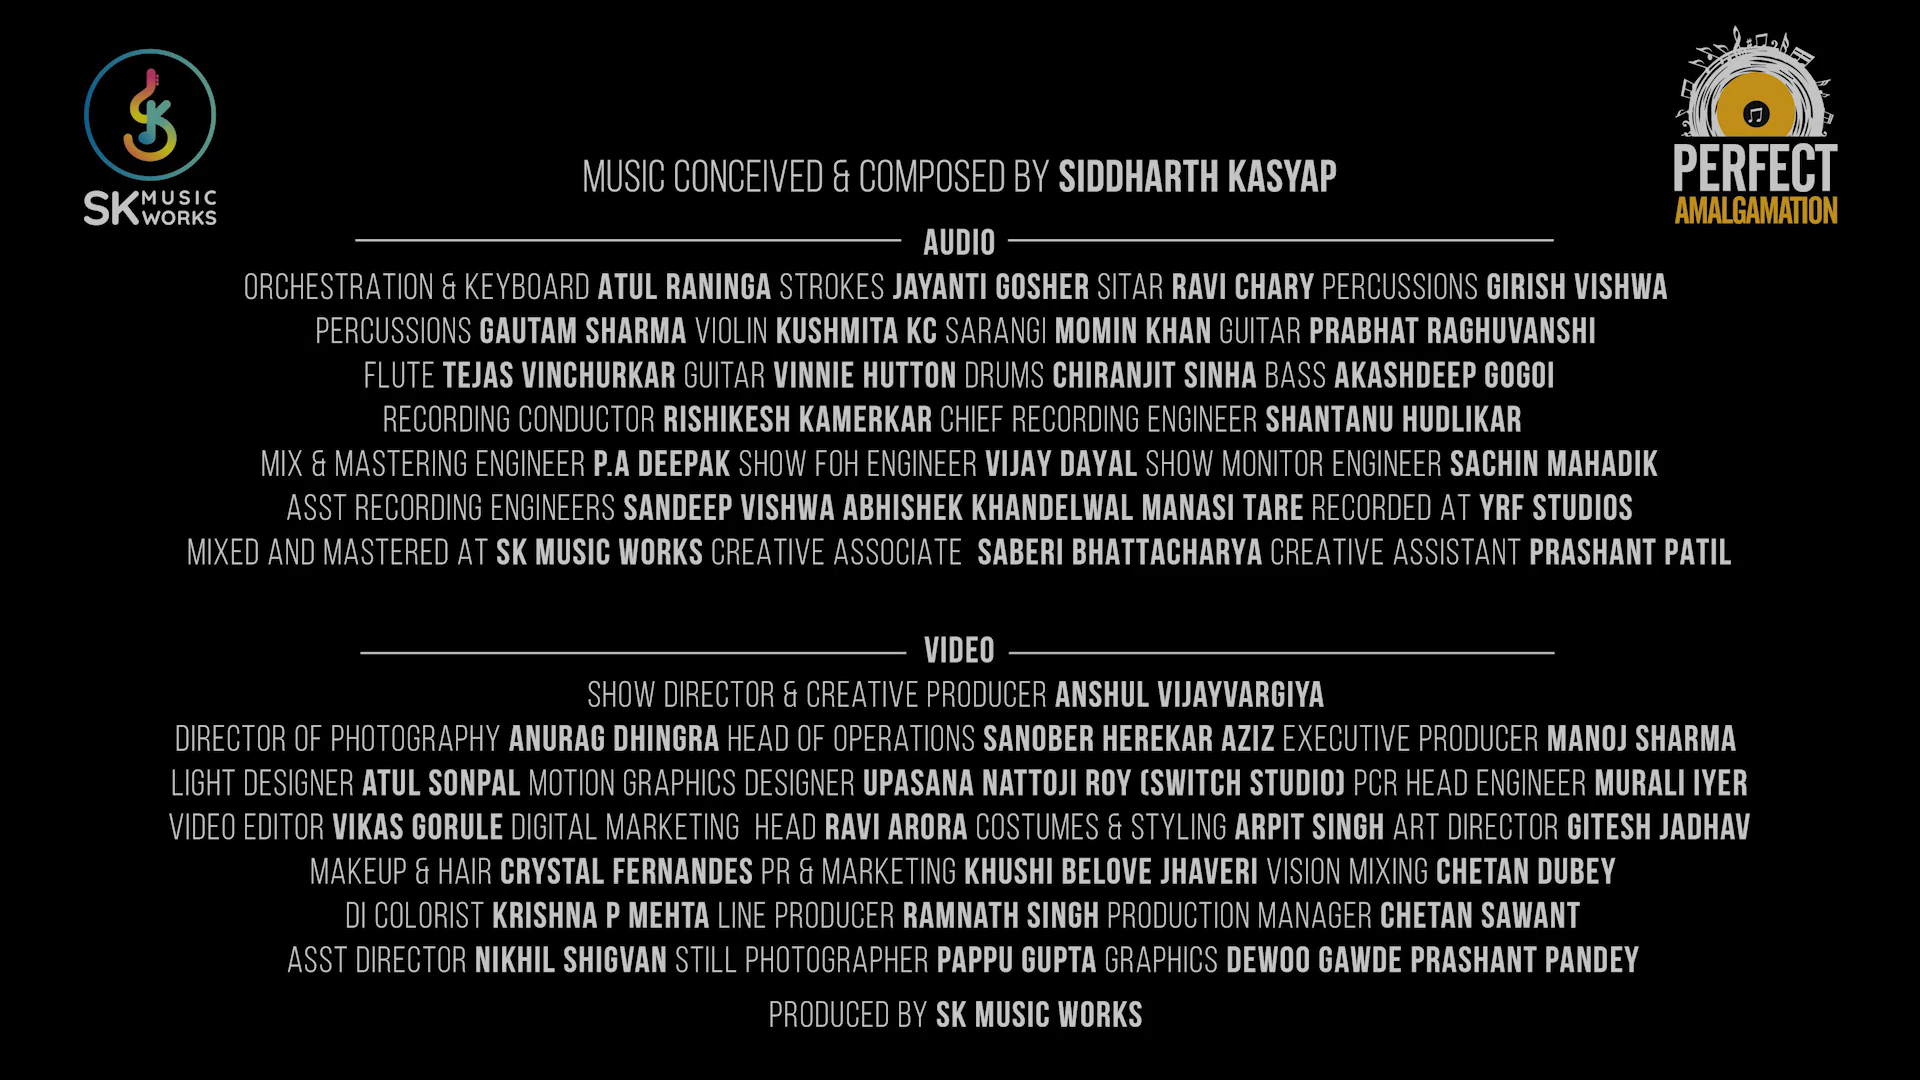 SK MUSIC WORKS
PERFECT
AMALGAMATION
MUSIC CONCEIVED & COMPOSED BY SIDDHARTH KASYAP
AUDIO
ORCHESTRATION & KEYBOARD ATUL RANINGA STROKES JAYANTI GOSHER SITAR RAVI CHARY PERCUSSIONS GIRISH VISHWA
PERCUSSIONS GAUTAM SHARMA VIOLIN KUSHMITA KC SARANGI MOMIN KHAN GUITAR PRABHAT RAGHUVANSHI
FLUTE TEJAS VINCHURKAR GUITAR VINNIE HUTTON DRUMS CHIRANJIT SINHA BASS AKASHDEEP GOGOI
RECORDING CONDUCTOR RISHIKESH KAMERKAR CHIEF RECORDING ENGINEER SHANTANU HUDLIKAR
MIX & MASTERING ENGINEER P.A DEEPAK SHOW FOH ENGINEER VIJAY DAYAL SHOW MONITOR ENGINEER SACHIN MAHADIK
ASST RECORDING ENGINEERS SANDEEP VISHWA ABHISHEK KHANDELWAL MANASI TARE RECORDED AT YRF STUDIOS
MIXED AND MASTERED AT SK MUSIC WORKS CREATIVE ASSOCIATE SABERI BHATTACHARYA CREATIVE ASSISTANT PRASHANT PATIL
VIDEO
SHOW DIRECTOR & CREATIVE PRODUCER ANSHUL VIJAYVARGIYA
DIRECTOR OF PHOTOGRAPHY ANURAG DHINGRA HEAD OF OPERATIONS SANOBER HEREKAR AZIZ EXECUTIVE PRODUCER MANOJ SHARMA
LIGHT DESIGNER ATUL SONPAL MOTION GRAPHICS DESIGNER UPASANA NATTOJI ROY (SWITCH STUDIO) PCR HEAD ENGINEER MURALI IYER
VIDEO EDITOR VIKAS GORULE DIGITAL MARKETING HEAD RAVI ARORA COSTUMES & STYLING ARPIT SINGH ART DIRECTOR GITESH JADHAV
MAKEUP & HAIR CRYSTAL FERNANDES PR & MARKETING KHUSHI BELOVE JHAVERI VISION MIXING CHETAN DUBEY
DI COLORIST KRISHNA P MEHTA LINE PRODUCER RAMNATH SINGH PRODUCTION MANAGER CHETAN SAWANT
ASST DIRECTOR NIKHIL SHIGVAN STILL PHOTOGRAPHER PAPPU GUPTA GRAPHICS DEWOO GAWDE PRASHANT PANDEY
PRODUCED BY SK MUSIC WORKS